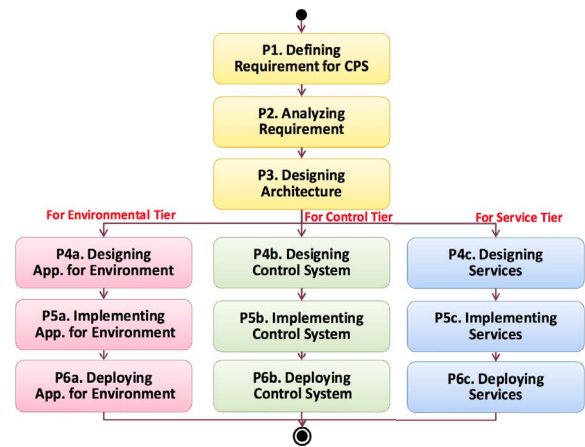 P1. Defining
Requirement for CPS
P2. Analyzing
Requirement
P3. Designing
Architecture
For Environmental Tier
For Control Tier
For Service Tier
P4a. Designing
App. for Environment
P4b. Designing
Control System
P4c. Designing
Services
P5a. Implementing
App. for Environment
P5b. Implementing
Control System
P5c. Implementing
Services
P6a. Deploying
App. for Environment
P6b. Deploying
Control System
P6c. Deploying
Services